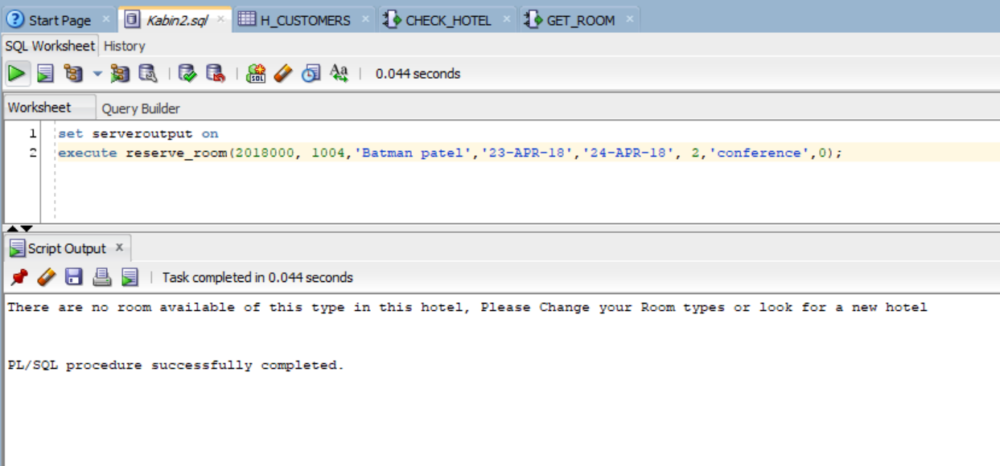 Start Page × Kabin2.sql × H_CUSTOMERS × CHECK_HOTEL × GET_ROOM ×
SQL Worksheet History
0.044 seconds
Worksheet Query Builder
1 set serveroutput on
2 execute reserve_room(2018000, 1004,'Batman patel','23-APR-18','24-APR-18', 2,'conference',0);
Script Output x
Task completed in 0.044 seconds
There are no room available of this type in this hotel, Please Change your Room types or look for a new hotel
PL/SQL procedure successfully completed.